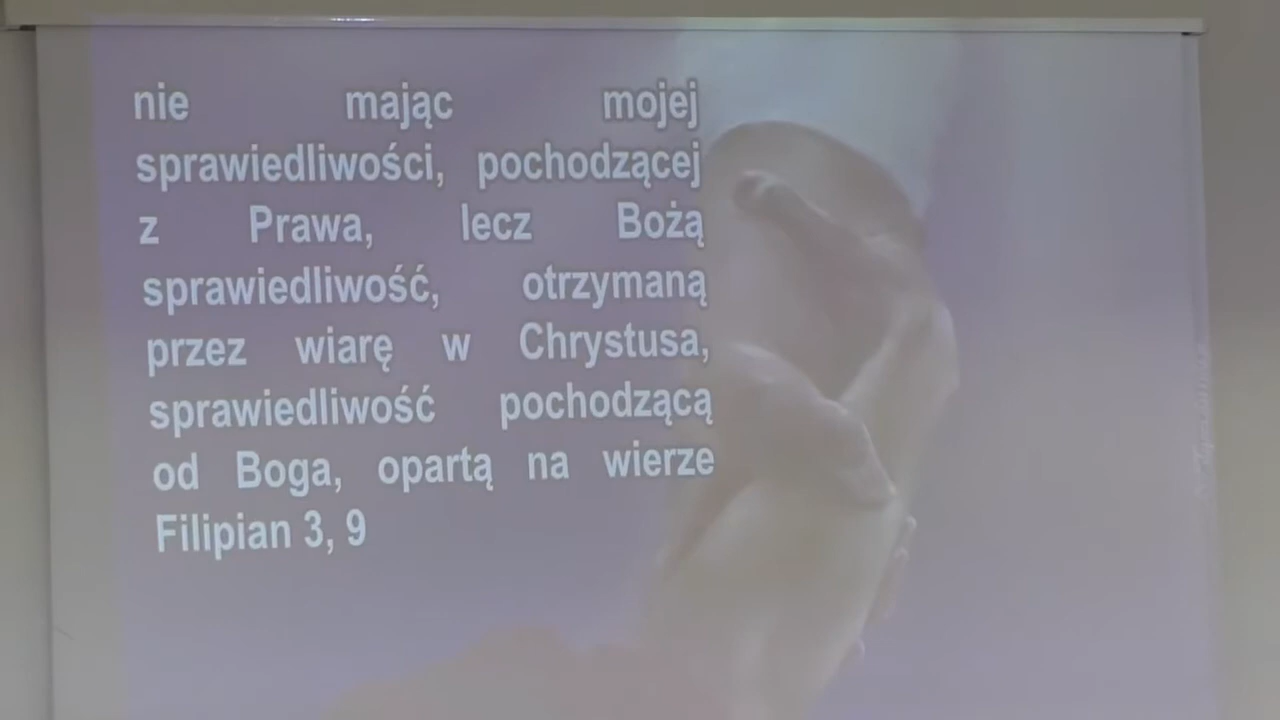 nie mając mojej
sprawiedliwości, pochodzącej
z Prawa, lecz Bożą
sprawiedliwość, otrzymaną
przez wiarę w Chrystusa,
sprawiedliwość pochodzącą
od Boga, opartą na wierze
Filipian 3, 9